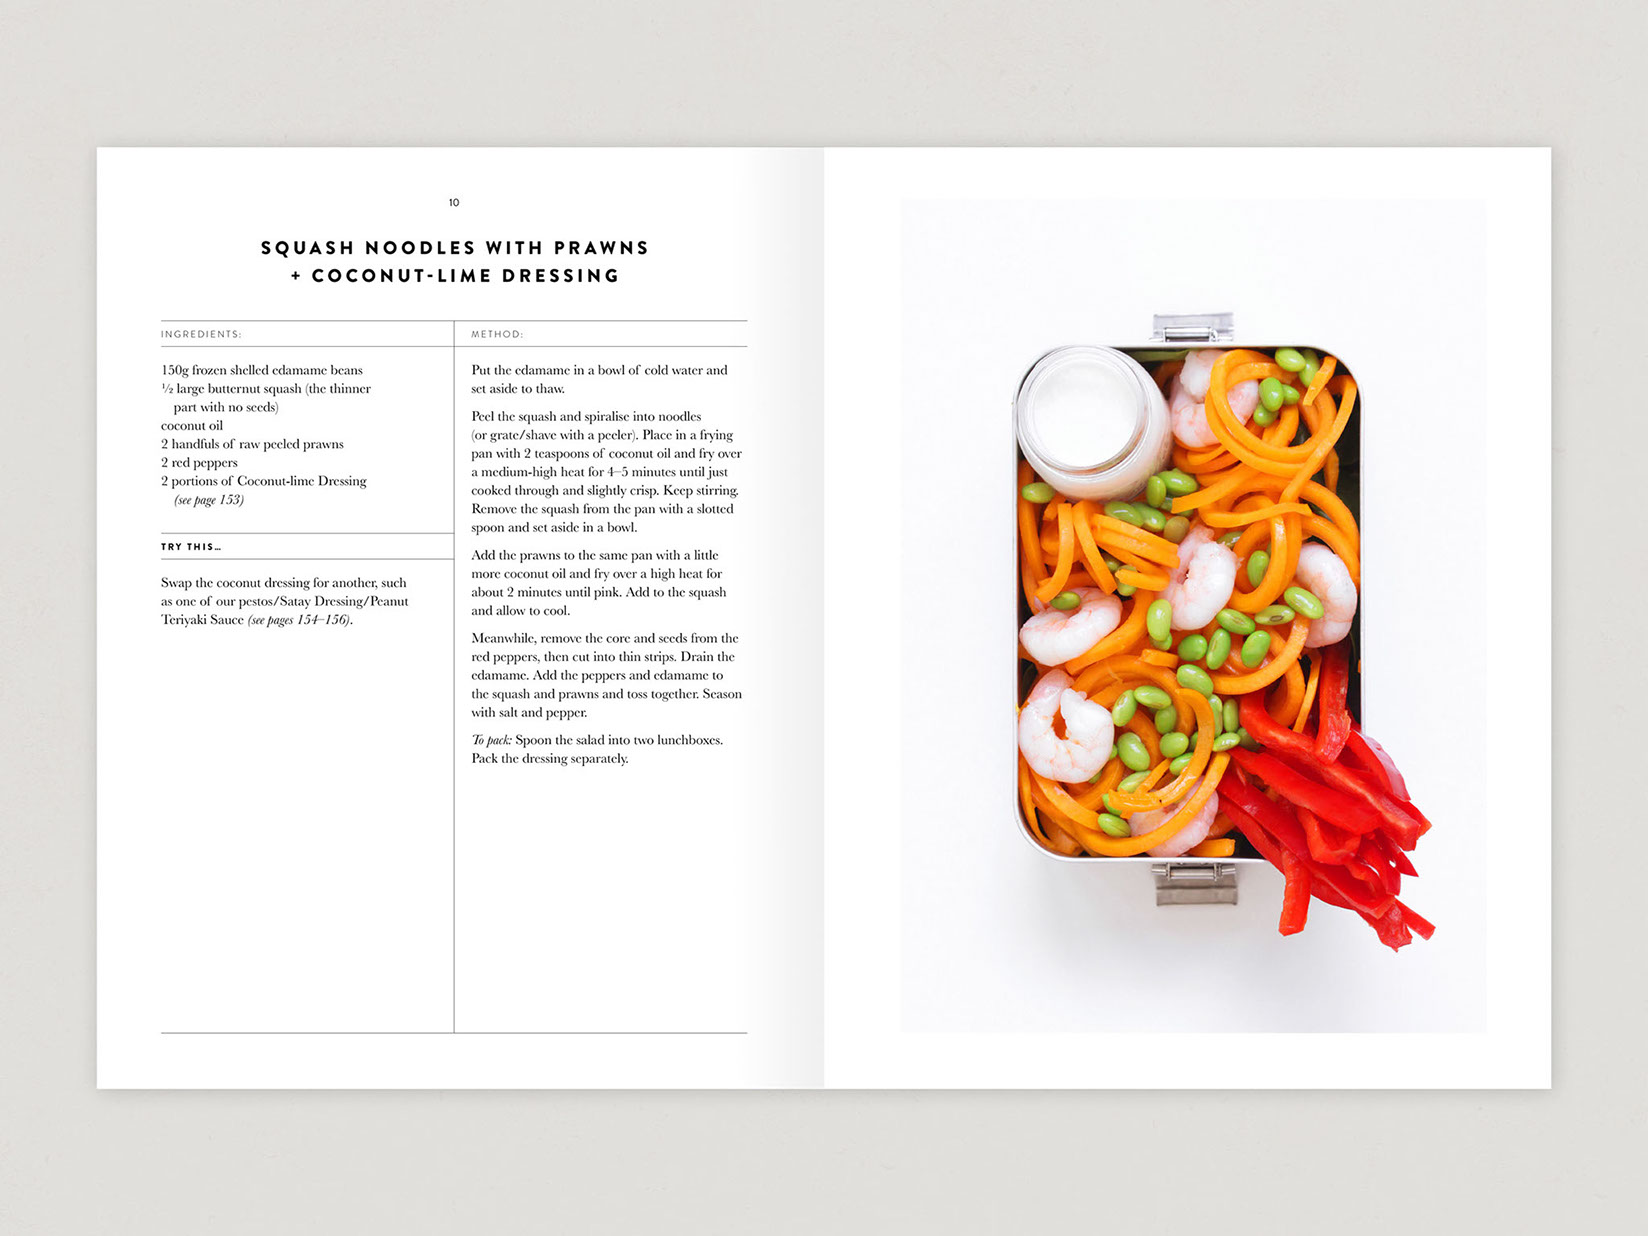 10
SQUASH NOODLES WITH PRAWNS
+ COCONUT-LIME DRESSING
INGREDIENTS:
150g frozen shelled edamame beans
½ large butternut squash (the thinner
part with no seeds)
coconut oil
2 handfuls of raw peeled prawns
2 red peppers
2 portions of Coconut-lime Dressing
(see page 153)
TRY THIS...
Swap the coconut dressing for another, such
as one of our pestos/Satay Dressing/Peanut
Teriyaki Sauce (see pages 154–156).
METHOD:
Put the edamame in a bowl of cold water and
set aside to thaw.
Peel the squash and spiralise into noodles
(or grate/shave with a peeler). Place in a frying
pan with 2 teaspoons of coconut oil and fry over
a medium-high heat for 4–5 minutes until just
cooked through and slightly crisp. Keep stirring.
Remove the squash from the pan with a slotted
spoon and set aside in a bowl.
Add the prawns to the same pan with a little
more coconut oil and fry over a high heat for
about 2 minutes until pink. Add to the squash
and allow to cool.
Meanwhile, remove the core and seeds from the
red peppers, then cut into thin strips. Drain the
edamame. Add the peppers and edamame to
the squash and prawns and toss together. Season
with salt and pepper.
To pack: Spoon the salad into two lunchboxes.
Pack the dressing separately.